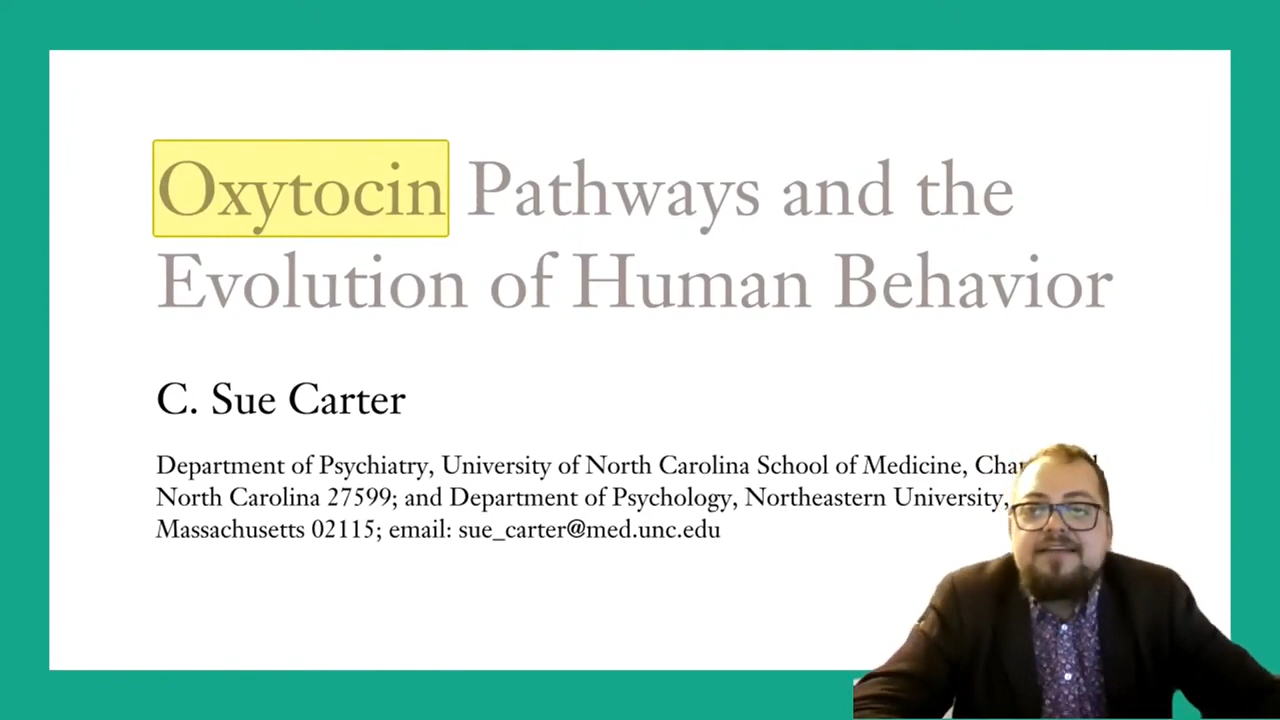 Oxytocin Pathways and the
Evolution of Human Behavior
C. Sue Carter
Department of Psychiatry, University of North Carolina School of Medicine,
North Carolina 27599; and Department of Psychology, Northeastern University,
Massachusetts 02115; email: sue_carter@med.unc.edu